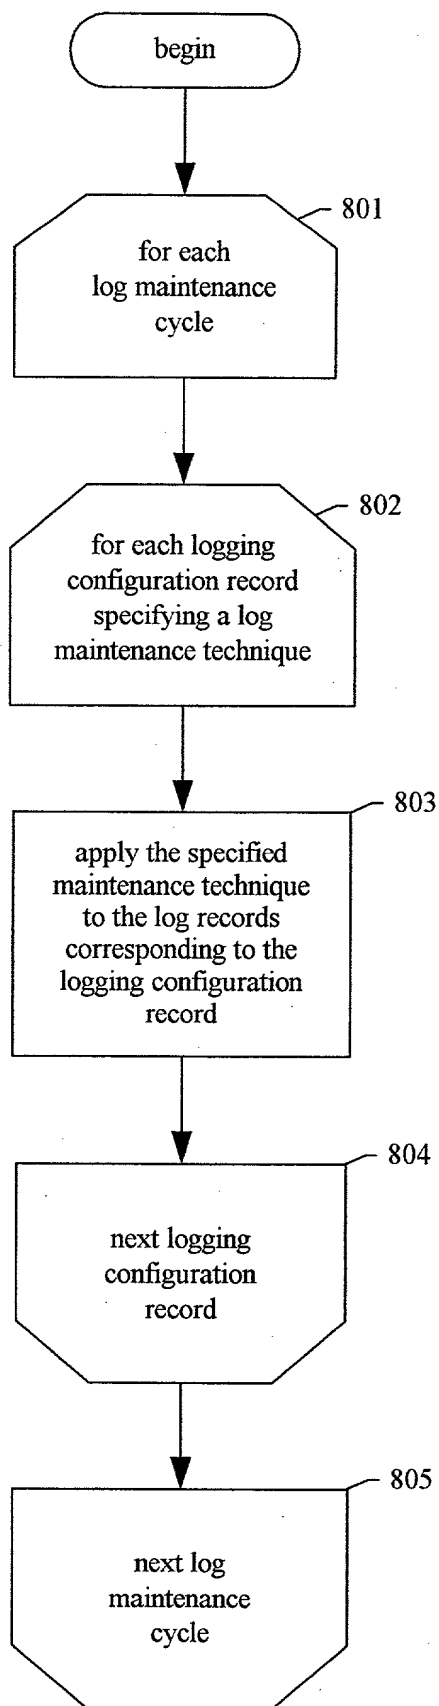 begin
801
for each
log maintenance
cycle
802
for each logging
configuration record
specifying a log
maintenance technique
803
apply the specified
maintenance technique
to the log records
corresponding to the
logging configuration
record
804
next logging
configuration
record
805
next log
maintenance
cycle